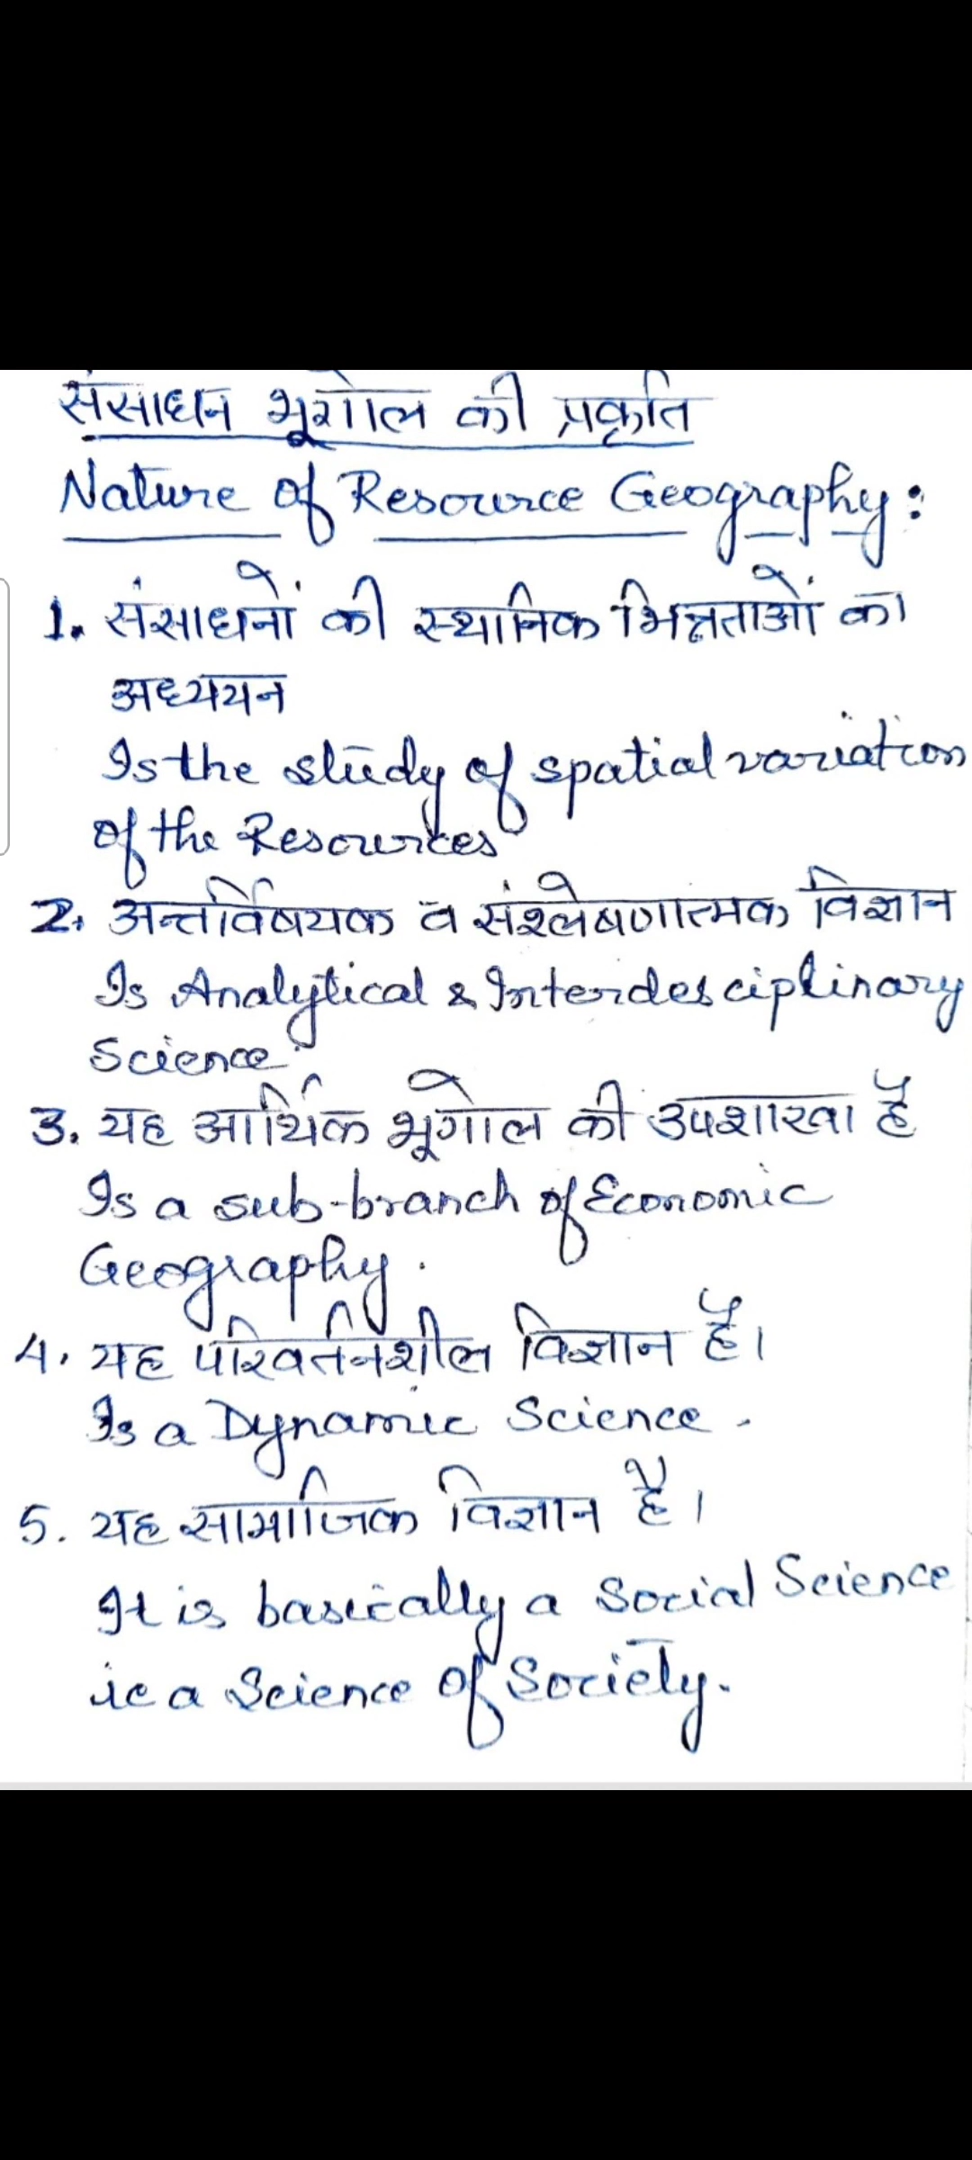 संसाधन भूगोल की प्रकृति
Nature of Resource Geography:
1. संसाधनों की स्थानिक भिन्नताओं का
अध्ययन
Is the study of spatial variation
of the Resources
2. अन्तर्विषयक व संश्लेषणात्मक विज्ञान
Is Analytical & Interdesciplinary
Science.
3. यह आर्थिक भूगोल की उपशाखा है
Is a sub-branch of Economic
Geography.
4. यह परिवर्तनशील विज्ञान है।
Is a Dynamic Science.
5. यह सामाजिक विज्ञान है।
It is basically a Social Science
ie a Science of Society.